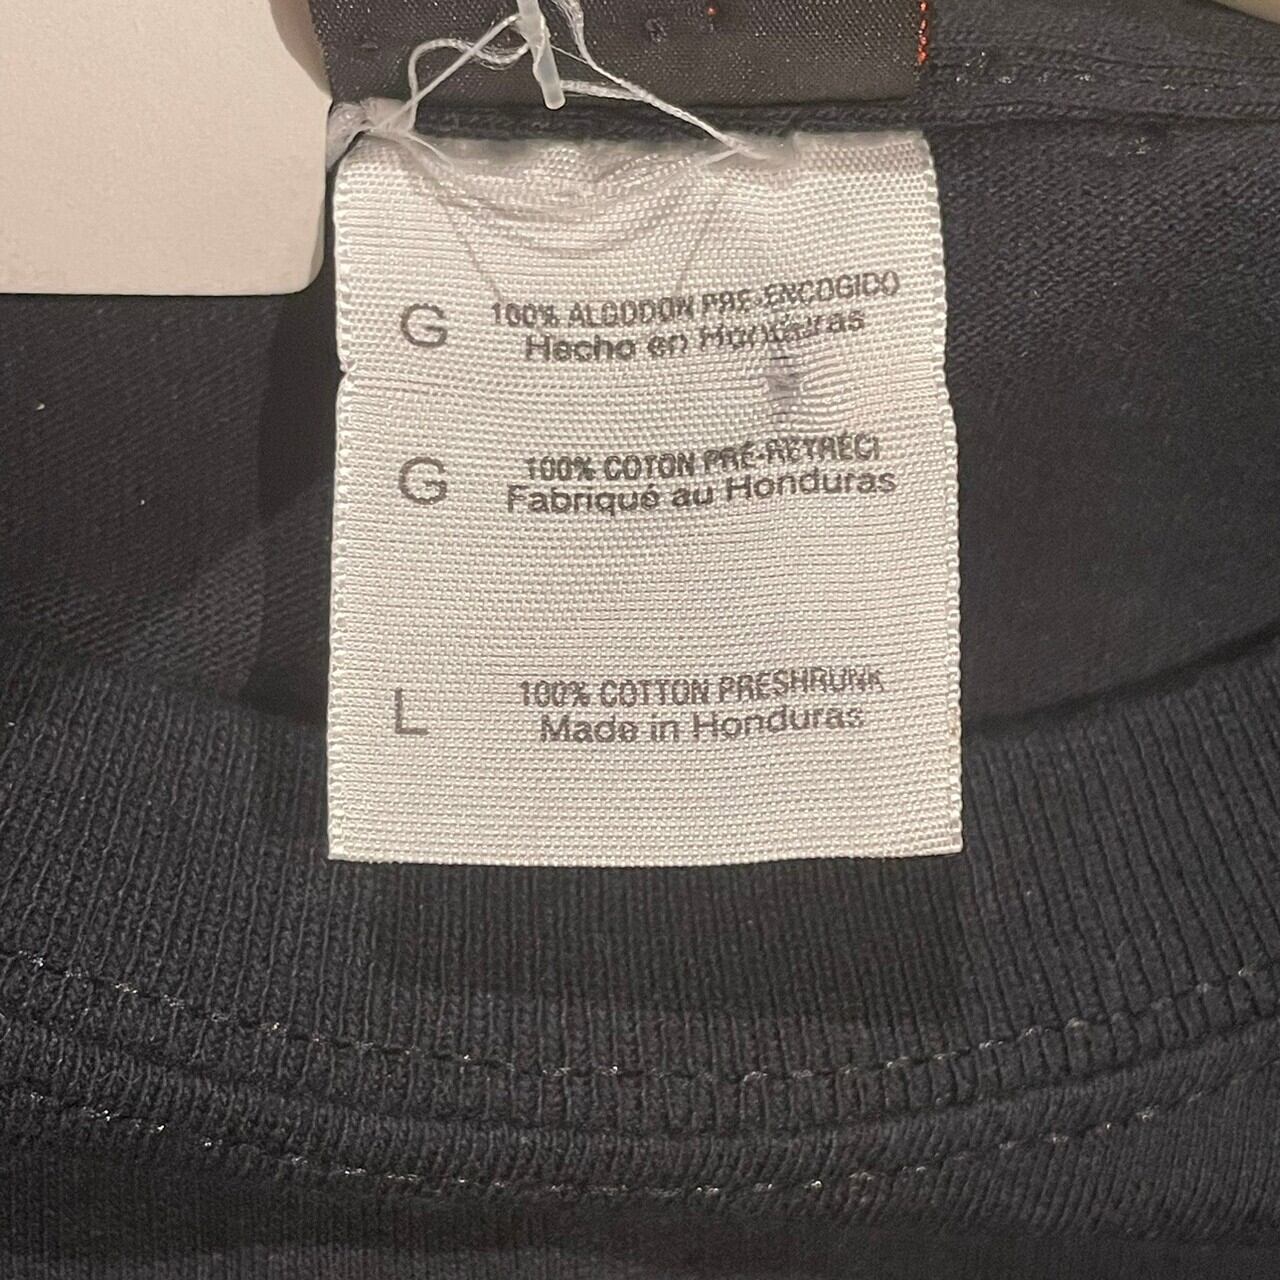 G 100% ALGODON PRE-ENCOGIDO
Hecho en Honduras
G 100% COTON PRÉ-RETRÉCI
Fabriqué au Honduras
L 100% COTTON PRESHRUNK
Made in Honduras